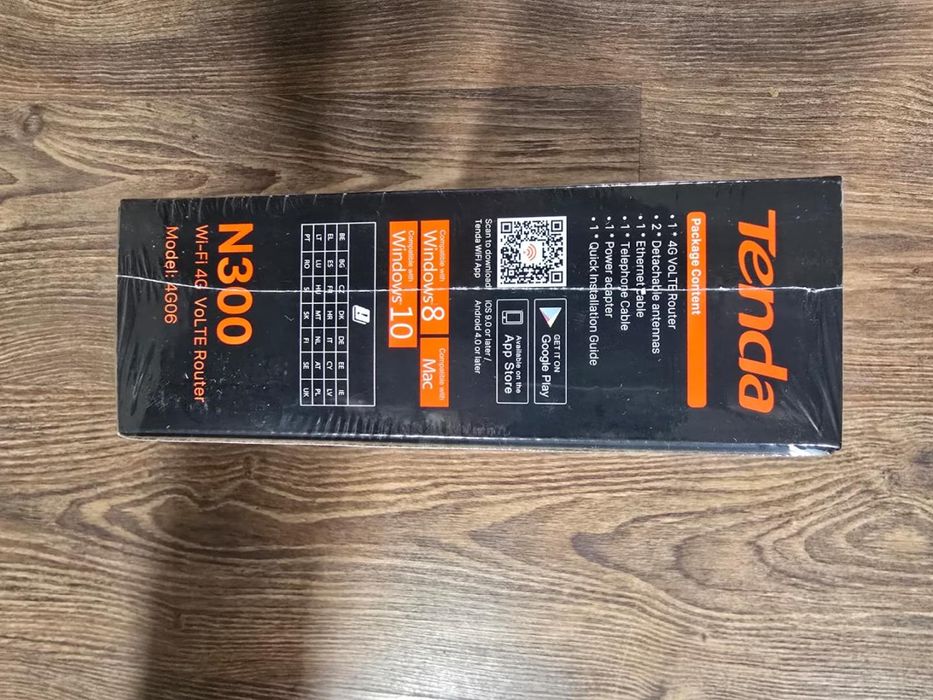 Tenda
Package Content
• 1* 4G VoLTE Router
• 2* Detachable antennas
• 1* Ethernet Cable
• 1* Telephone Cable
• 1* Power adapter
• 1* Quick Installation Guide
GET IT ON
Google Play
Available on the
App Store
Scan to download
Tenda WiFi App
iOS 9.0 or later /
Android 4.0 or later
Compatible with
Windows 8
Compatible with
Mac
Compatible with
Windows 10
BE BG CZ DK DE EE IE
EL ES FR HR IT CY LV
LT LU HU MT NL AT PL
PT RO SI SK FI SE UK
N300
Wi-Fi 4G VoLTE Router
Model: 4G06